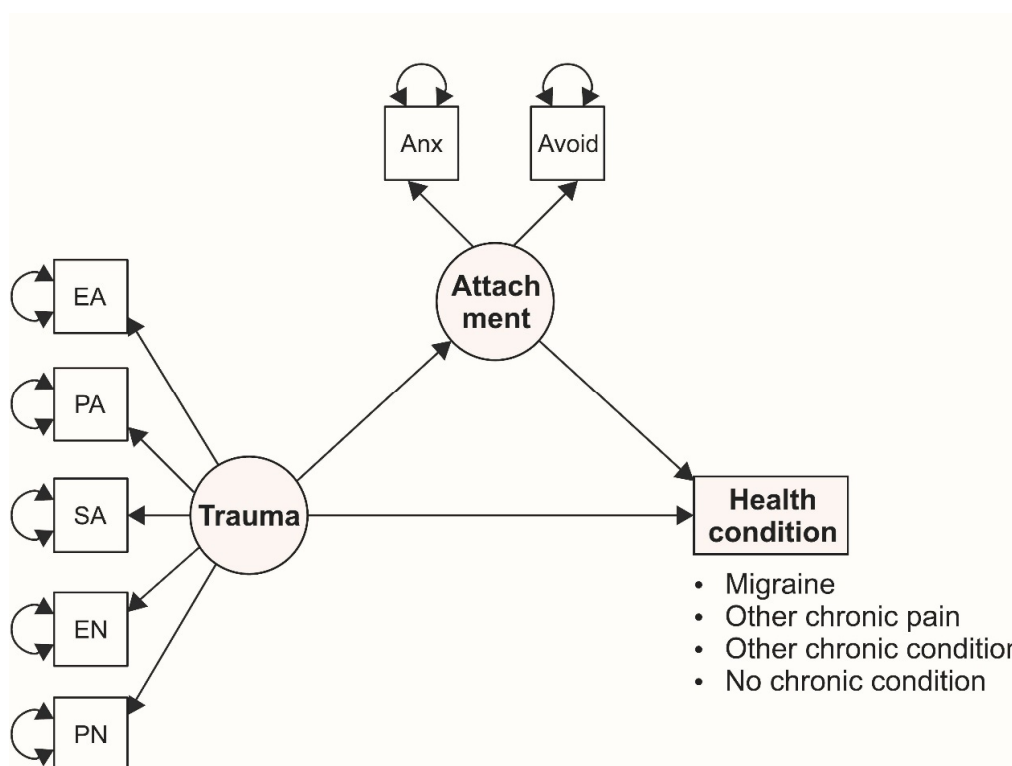 Anx
Avoid
Attach
ment
EA
PA
SA
EN
PN
Trauma
Health
condition
• Migraine
• Other chronic pain
• Other chronic condition
• No chronic condition